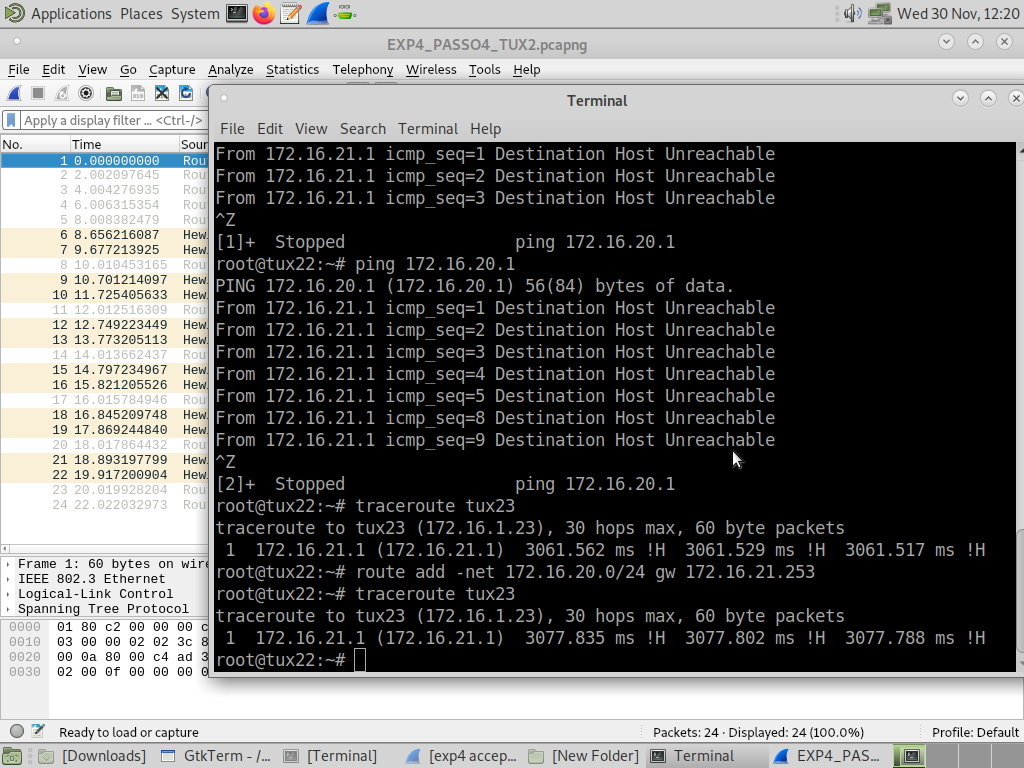 Applications Places System Wed 30 Nov, 12:20
EXP4_PASSO4_TUX2.pcapng
File Edit View Go Capture Analyze Statistics Telephony Wireless Tools Help
Apply a display filter ... <Ctrl-/>
No. Time Sour
1 0.000000000 Rou
2 2.002097645 Rou
3 4.004276935 Rou
4 6.006315354 Rou
5 8.008382479 Rou
6 8.656216087 Hew
7 9.677213925 Hew
8 10.010453165 Rou
9 10.701214097 Hew
10 11.725405633 Hew
11 12.012516309 Rou
12 12.749223449 Hew
13 13.773205113 Hew
14 14.013662437 Rou
15 14.797234967 Hew
16 15.821205526 Hew
17 16.015784946 Rou
18 16.845209748 Hew
19 17.869244840 Hew
20 18.017864432 Rou
21 18.893197799 Hew
22 19.917200904 Hew
23 20.019928204 Rou
24 22.022032973 Rou
Frame 1: 60 bytes on wire
IEEE 802.3 Ethernet
Logical-Link Control
Spanning Tree Protocol
0000 01 80 c2 00 00 00 c
0010 03 00 00 02 02 3c 8
0020 00 0a 80 00 c4 ad 3
0030 02 00 0f 00 00 00 0
Terminal
File Edit View Search Terminal Help
From 172.16.21.1 icmp_seq=1 Destination Host Unreachable
From 172.16.21.1 icmp_seq=2 Destination Host Unreachable
From 172.16.21.1 icmp_seq=3 Destination Host Unreachable
^Z
[1]+  Stopped                 ping 172.16.20.1
root@tux22:~# ping 172.16.20.1
PING 172.16.20.1 (172.16.20.1) 56(84) bytes of data.
From 172.16.21.1 icmp_seq=1 Destination Host Unreachable
From 172.16.21.1 icmp_seq=2 Destination Host Unreachable
From 172.16.21.1 icmp_seq=3 Destination Host Unreachable
From 172.16.21.1 icmp_seq=4 Destination Host Unreachable
From 172.16.21.1 icmp_seq=5 Destination Host Unreachable
From 172.16.21.1 icmp_seq=8 Destination Host Unreachable
From 172.16.21.1 icmp_seq=9 Destination Host Unreachable
^Z
[2]+  Stopped                 ping 172.16.20.1
root@tux22:~# traceroute tux23
traceroute to tux23 (172.16.1.23), 30 hops max, 60 byte packets
 1  172.16.21.1 (172.16.21.1)  3061.562 ms !H  3061.529 ms !H  3061.517 ms !H
root@tux22:~# route add -net 172.16.20.0/24 gw 172.16.21.253
root@tux22:~# traceroute tux23
traceroute to tux23 (172.16.1.23), 30 hops max, 60 byte packets
 1  172.16.21.1 (172.16.21.1)  3077.835 ms !H  3077.802 ms !H  3077.788 ms !H
root@tux22:~#
Ready to load or capture Packets: 24 · Displayed: 24 (100.0%) Profile: Default
[Downloads] GtkTerm - /... [Terminal] [exp4 accep... [New Folder] Terminal EXP4_PAS...